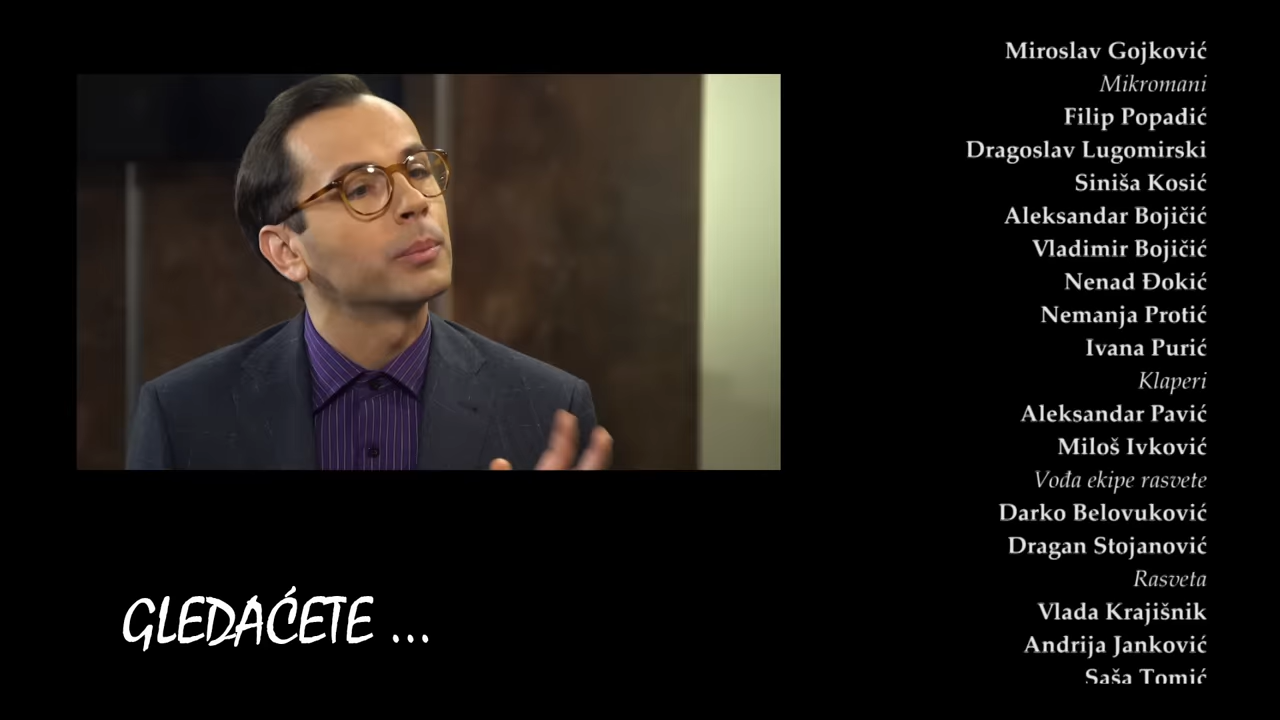 Miroslav Gojković
Mikromani
Filip Popadić
Dragoslav Lugomirski
Siniša Kosić
Aleksandar Bojičić
Vladimir Bojičić
Nenad Đokić
Nemanja Protić
Ivana Purić
Klaperi
Aleksandar Pavić
Miloš Ivković
Vođa ekipe rasvete
Darko Belovuković
Dragan Stojanović
Rasveta
Vlada Krajišnik
Andrija Janković
Saša Tomić
GLEDAĆETE ...